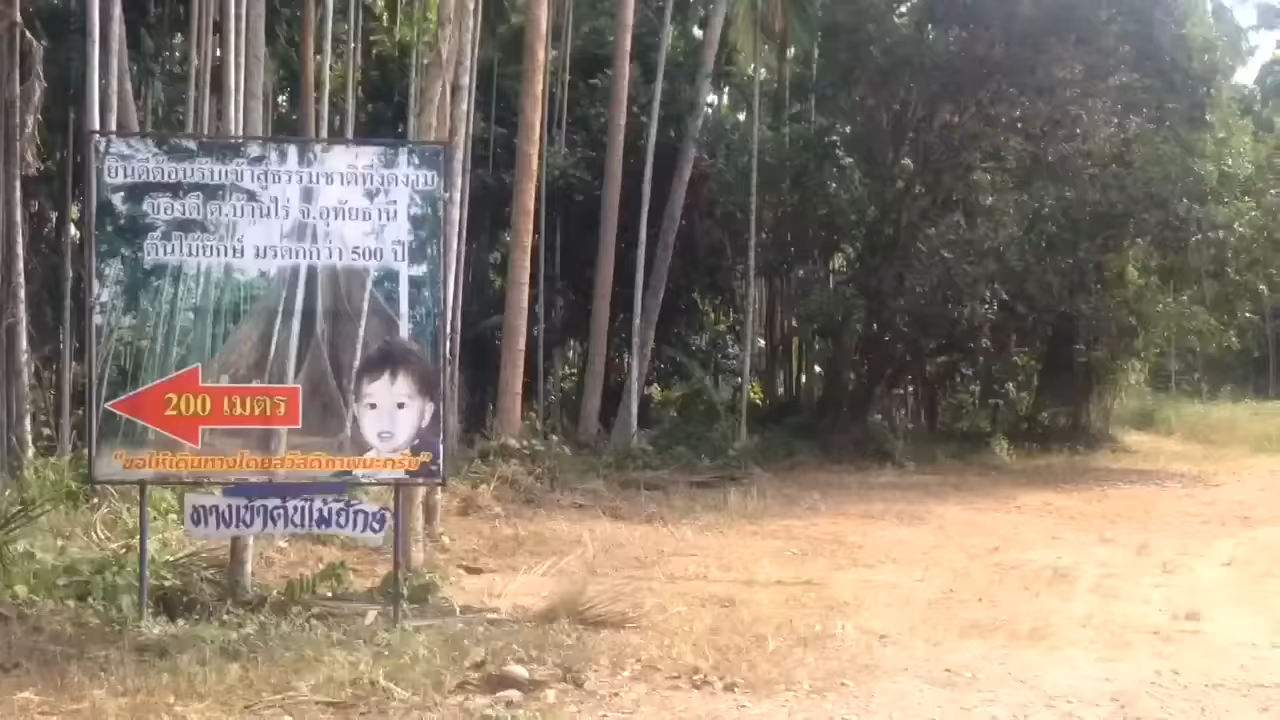 ยินดีต้อนรับเข้าสู่ธรรมชาติที่งดงาม
ของดี ต.บ้านไร่ จ.อุทัยธานี
ต้นไม้ยักษ์ มรดกกว่า 500 ปี
200 เมตร
"ขอให้เดินทางโดยสวัสดิภาพนะครับ"
ทางเข้าต้นไม้ยักษ์